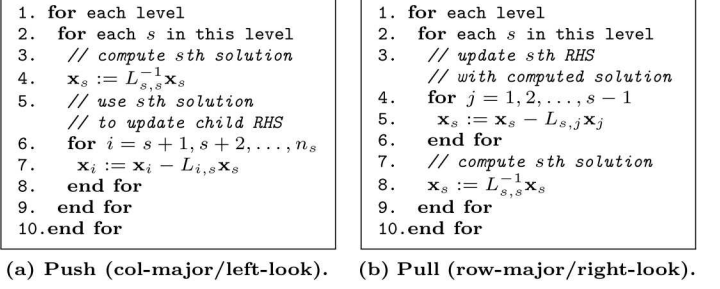 1. for each level
2. for each s in this level
3. // compute sth solution
4. x_s := L_{s,s}^{-1} x_s
5. // use sth solution
// to update child RHS
6. for i = s + 1, s + 2, . . . , n_s
7. x_i := x_i − L_{i,s} x_s
8. end for
9. end for
10. end for
(a) Push (col-major/left-look).
1. for each level
2. for each s in this level
3. // update sth RHS
// with computed solution
4. for j = 1, 2, . . . , s − 1
5. x_s := x_s − L_{s,j} x_j
6. end for
7. // compute sth solution
8. x_s := L_{s,s}^{-1} x_s
9. end for
10. end for
(b) Pull (row-major/right-look).